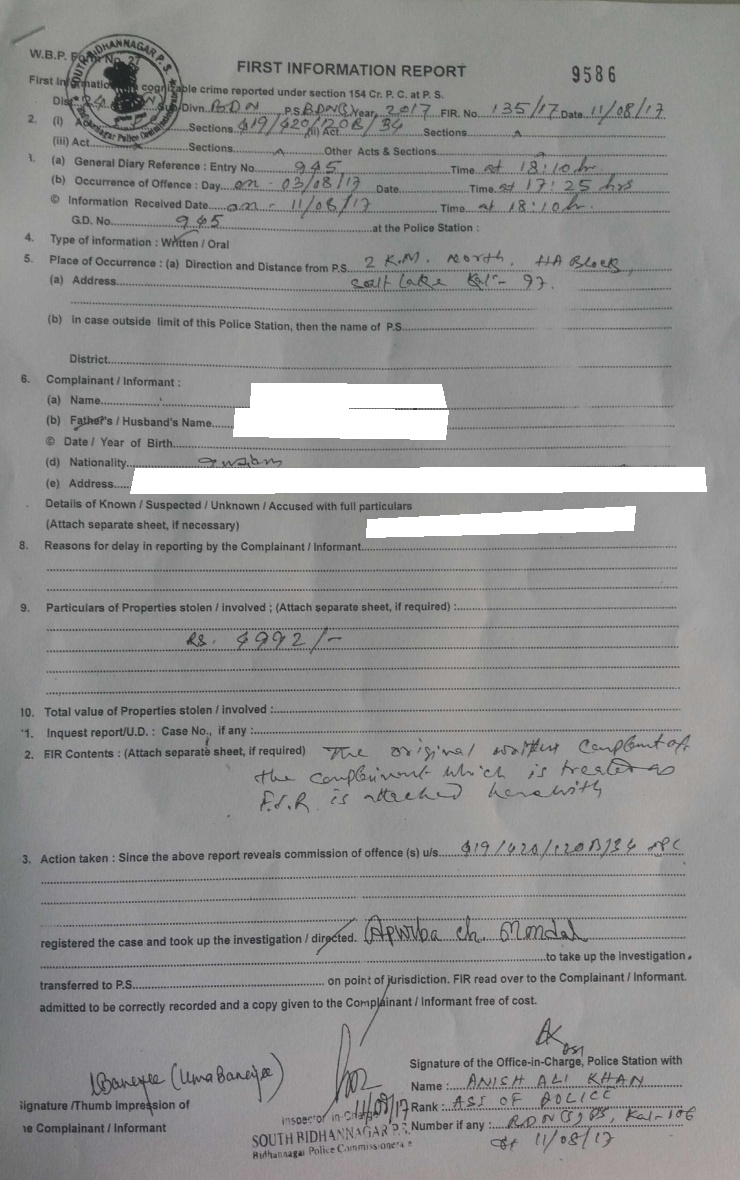 W.B.P. Form No. 27
SOUTH BIDHANNAGAR P. S.
Bidhannagar Police Commissionerate
FIRST INFORMATION REPORT
9586
First Information cognizable crime reported under section 154 Cr. P. C. at P. S.
Dist. Sub Divn. BDN P.S. BDN(S) Year, 2017 FIR. No. 135/17 Date 11/08/17
2. (i) Act Sections 419/420/120B/34 (ii) Act Sections
(iii) Act Sections Other Acts & Sections
1. (a) General Diary Reference : Entry No. 945 Time at 18:10 hr
(b) Occurrence of Offence : Day on - 03/08/17 Date Time at 17:25 hrs
© Information Received Date on - 11/08/17 Time at 18:10 hr.
G.D. No. 945 at the Police Station :
4. Type of information : Written / Oral
5. Place of Occurrence : (a) Direction and Distance from P.S. 2 K.M. North, HA Block,
(a) Address Salt Lake Kol - 97.
(b) in case outside limit of this Police Station, then the name of P.S.
District
6. Complainant / Informant :
(a) Name
(b) Father's / Husband's Name
© Date / Year of Birth
(d) Nationality Indian
(e) Address
Details of Known / Suspected / Unknown / Accused with full particulars
(Attach separate sheet, if necessary)
8. Reasons for delay in reporting by the Complainant / Informant
9. Particulars of Properties stolen / involved ; (Attach separate sheet, if required) :
RS. 4992/-
10. Total value of Properties stolen / involved :
1. Inquest report/U.D. : Case No., if any :
2. FIR Contents : (Attach separate sheet, if required) The original written complaint of
the complainant which is treated as
F.I.R. is attached herewith
3. Action taken : Since the above report reveals commission of offence (s) u/s 419/420/120B/34 IPC
registered the case and took up the investigation / directed. Apurba ch. Mondal
to take up the investigation.
transferred to P.S. on point of jurisdiction. FIR read over to the Complainant / Informant.
admitted to be correctly recorded and a copy given to the Complainant / Informant free of cost.
Signature of the Office-in-Charge, Police Station with
Banerjee (Uma Banerjee)
Name : ANISH ALI KHAN
ignature /Thumb Impression of
11/08/17
Rank : ASI OF POLICE
he Complainant / Informant
Inspector in-Charge
Number if any : BDN(S) PS, Kol-106
SOUTH BIDHANNAGAR P.S.
Dt 11/08/17
Bidhannagar Police Commissionerate